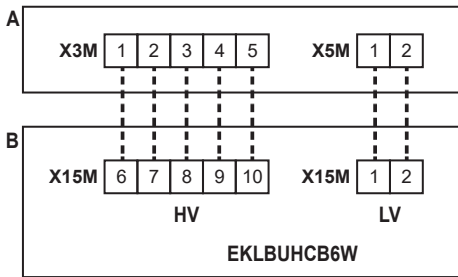 A
X3M 1 2 3 4 5 X5M 1 2
B
X15M 6 7 8 9 10 X15M 1 2
HV LV
EKLBUHCB6W